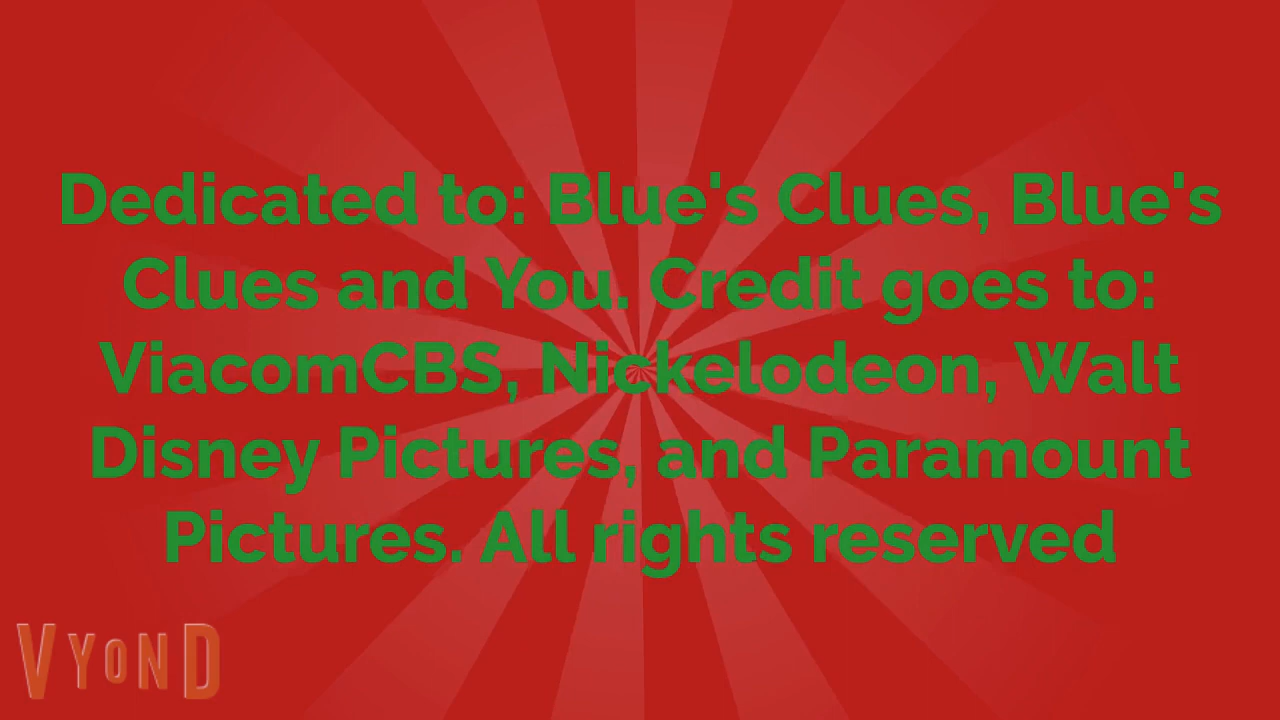 Dedicated to: Blue's Clues, Blue's
Clues and You. Credit goes to:
ViacomCBS, Nickelodeon, Walt
Disney Pictures, and Paramount
Pictures. All rights reserved
VYOND